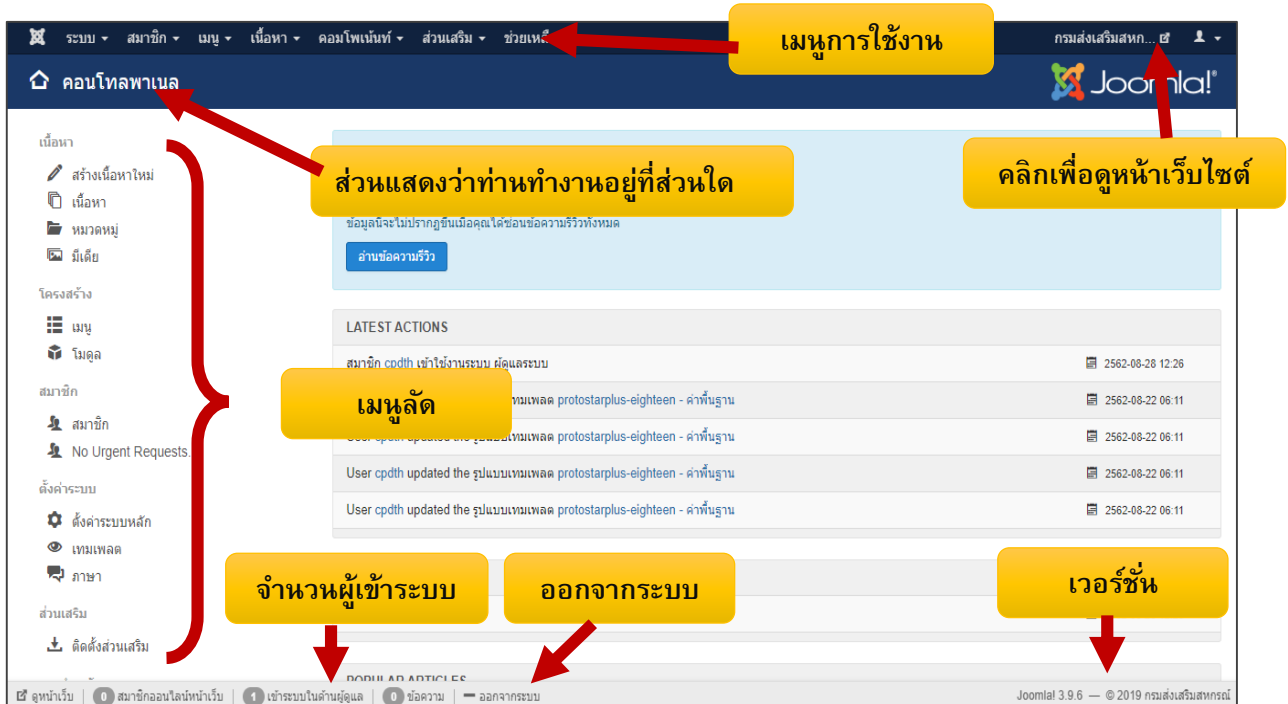 ระบบ สมาชิก เมนู เนื้อหา คอมโพเน้นท์ ส่วนเสริม
เมนูการใช้งาน
กรมส่งเสริมสหก...
คอนโทลพาเนล
Joomla!
เนื้อหา
สร้างเนื้อหาใหม่
เนื้อหา
หมวดหมู่
มีเดีย
โครงสร้าง
เมนู
โมดูล
สมาชิก
สมาชิก
No Urgent Requests.
ตั้งค่าระบบ
ตั้งค่าระบบหลัก
เทมเพลต
ภาษา
ส่วนเสริม
ติดตั้งส่วนเสริม
ส่วนแสดงว่าท่านทำงานอยู่ที่ส่วนใด
คลิกเพื่อดูหน้าเว็บไซต์
ข้อมูลนี้จะไม่ปรากฏขึ้นเมื่อคุณได้ซ่อนข้อความรีวิวทั้งหมด
อ่านข้อความรีวิว
LATEST ACTIONS
สมาชิก cpdth เข้าใช้งานระบบ ผู้ดูแลระบบ 2562-08-28 12:26
เมนูลัด
protostarplus-eighteen - ค่าพื้นฐาน 2562-08-22 06:11
User cpdth updated the รูปแบบเทมเพลต protostarplus-eighteen - ค่าพื้นฐาน 2562-08-22 06:11
User cpdth updated the รูปแบบเทมเพลต protostarplus-eighteen - ค่าพื้นฐาน 2562-08-22 06:11
User cpdth updated the รูปแบบเทมเพลต protostarplus-eighteen - ค่าพื้นฐาน 2562-08-22 06:11
จำนวนผู้เข้าระบบ
ออกจากระบบ
เวอร์ชั่น
POPULAR ARTICLES
ดูหน้าเว็บ 0 สมาชิกออนไลน์หน้าเว็บ 1 เข้าระบบในด้านผู้ดูแล 0 ข้อความ ออกจากระบบ
Joomla! 3.9.6 — © 2019 กรมส่งเสริมสหกรณ์